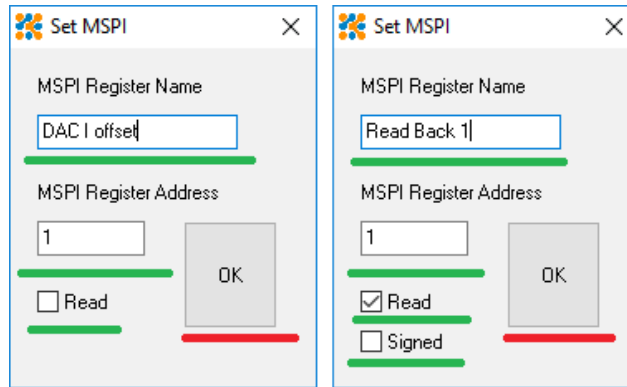 Set MSPI
MSPI Register Name
DAC I offset
MSPI Register Address
1
OK
Read
Set MSPI
MSPI Register Name
Read Back 1
MSPI Register Address
1
OK
Read
Signed